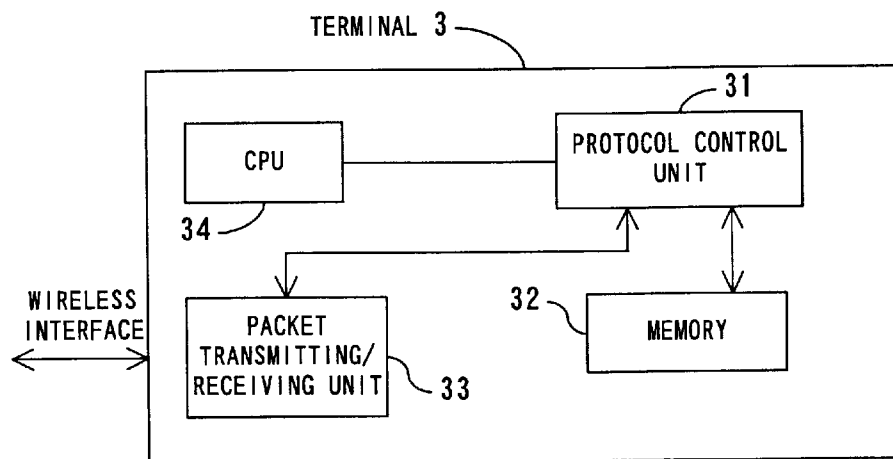 TERMINAL 3
31
CPU
PROTOCOL CONTROL
UNIT
34
WIRELESS
INTERFACE
PACKET
TRANSMITTING/
RECEIVING UNIT
33
32
MEMORY